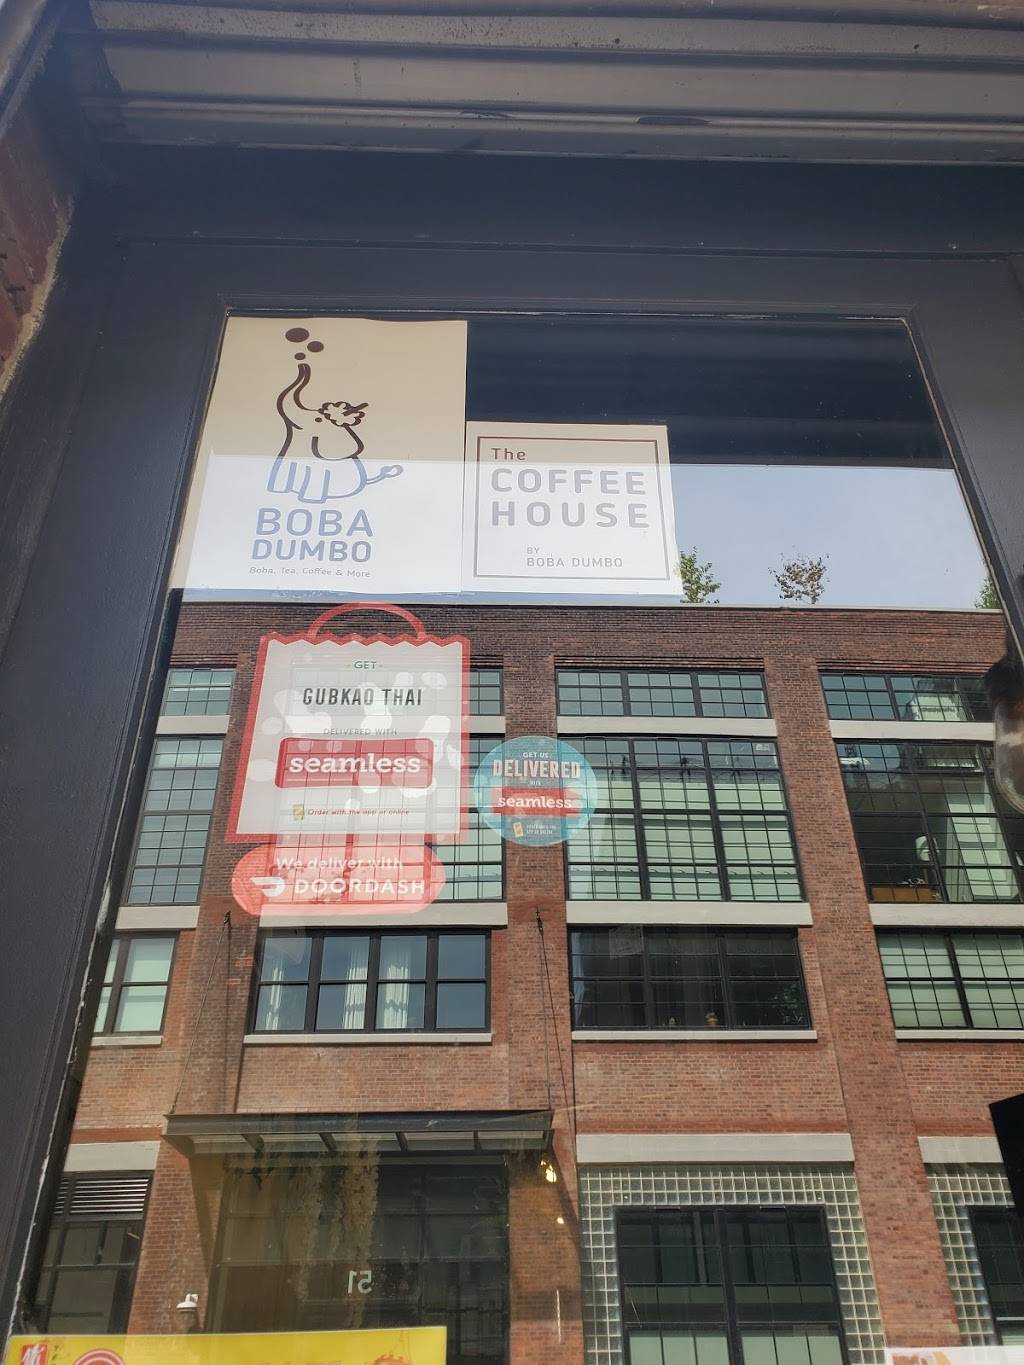 BOBA
DUMBO
Boba, Tea, Coffee & More
The
COFFEE
HOUSE
BY
BOBA DUMBO
GET
GUBKAO THAI
DELIVERED WITH
seamless
Order with the app or online
GET US
DELIVERED
WITH
seamless
We deliver with
DOORDASH
51